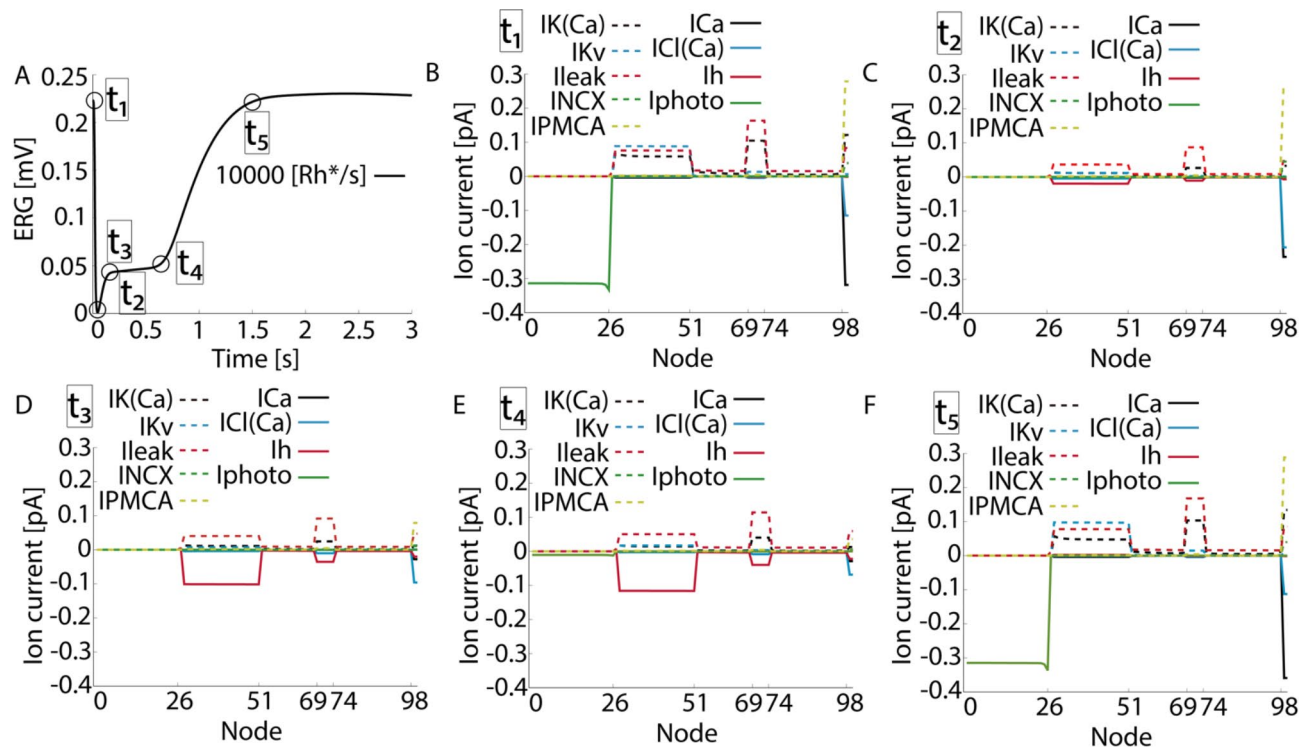 A
0.25
0.2
0.15
0.1
0.05
0
ERG [mV]
t1
t2
t3
t4
t5
10000 [Rh*/s]
0 0.5 1 1.5 2 2.5 3
Time [s]
B
t1
IK(Ca) ICa
IKv ICl(Ca)
Ileak Ih
INCX Iphoto
IPMCA
0.3
0.2
0.1
0
-0.1
-0.2
-0.3
-0.4
Ion current [pA]
0 26 51 69 74 98
Node
C
t2
IK(Ca) ICa
IKv ICl(Ca)
Ileak Ih
INCX Iphoto
IPMCA
0.3
0.2
0.1
0
-0.1
-0.2
-0.3
-0.4
Ion current [pA]
0 26 51 69 74 98
Node
D
t3
IK(Ca) ICa
IKv ICl(Ca)
Ileak Ih
INCX Iphoto
IPMCA
0.3
0.2
0.1
0
-0.1
-0.2
-0.3
-0.4
Ion current [pA]
0 26 51 69 74 98
Node
E
t4
IK(Ca) ICa
IKv ICl(Ca)
Ileak Ih
INCX Iphoto
IPMCA
0.3
0.2
0.1
0
-0.1
-0.2
-0.3
-0.4
Ion current [pA]
0 26 51 69 74 98
Node
F
t5
IK(Ca) ICa
IKv ICl(Ca)
Ileak Ih
INCX Iphoto
IPMCA
0.3
0.2
0.1
0
-0.1
-0.2
-0.3
-0.4
Ion current [pA]
0 26 51 69 74 98
Node